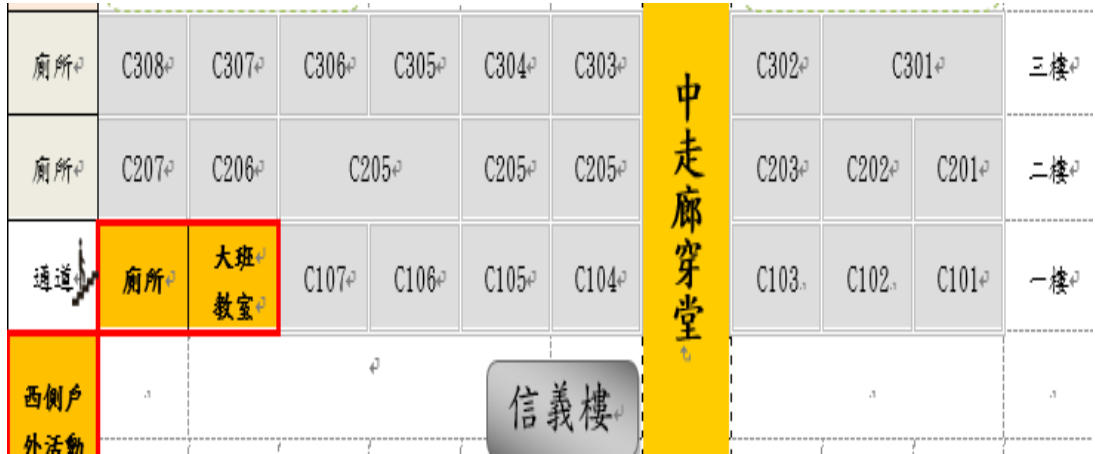 廁所 C308 C307 C306 C305 C304 C303 C302 C301 三樓
廁所 C207 C206 C205 C205 C205 C203 C202 C201 二樓
通道 廁所 大班 C107 C106 C105 C104 C103 C102 C101 一樓
教室
中走廊穿堂
西側戶
外活動
信義樓